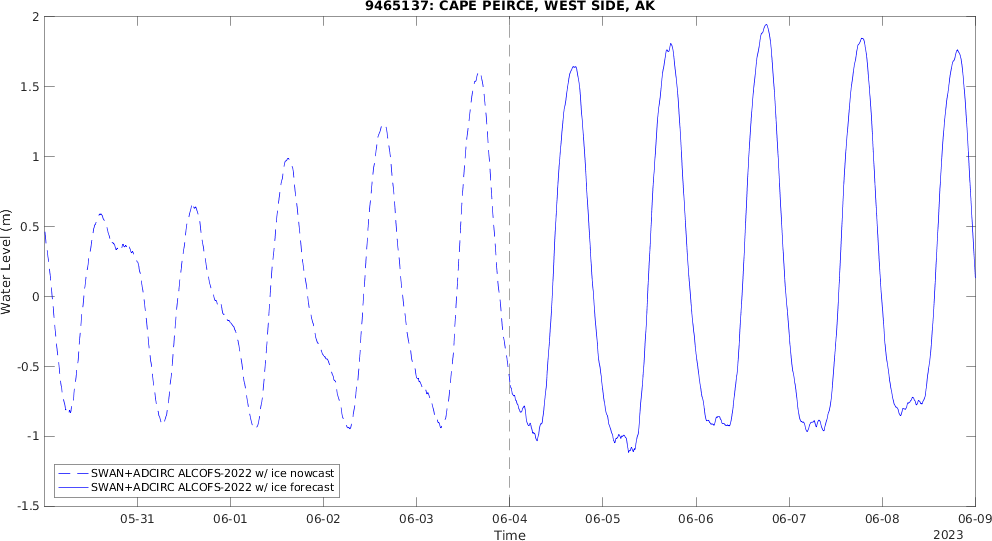 9465137: CAPE PEIRCE, WEST SIDE, AK
2
1.5
1
0.5
0
-0.5
-1
-1.5
Water Level (m)
SWAN+ADCIRC ALCOFS-2022 w/ ice nowcast
SWAN+ADCIRC ALCOFS-2022 w/ ice forecast
05-31 06-01 06-02 06-03 06-04 06-05 06-06 06-07 06-08 06-09
Time
2023